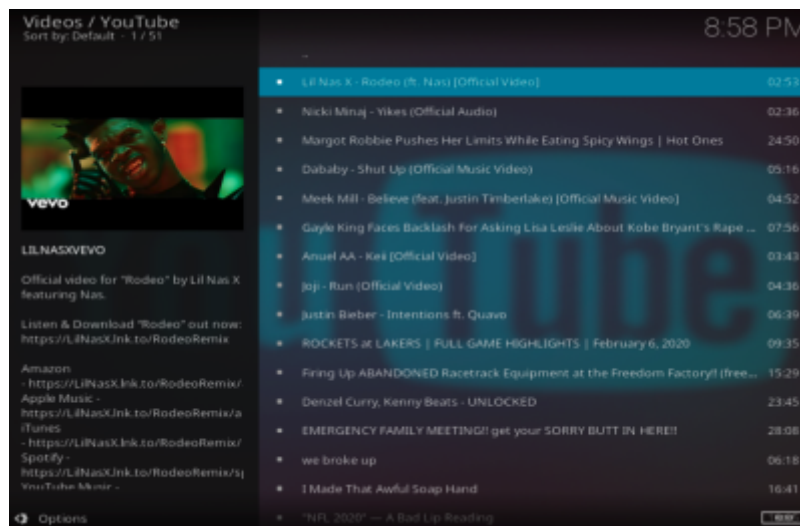 Videos / YouTube
Sort by: Default · 1 / 51
8:58 PM
..
Lil Nas X - Rodeo (ft. Nas) [Official Video] 02:53
Nicki Minaj - Yikes (Official Audio) 02:36
Margot Robbie Pushes Her Limits While Eating Spicy Wings | Hot Ones 24:50
Dababy - Shut Up (Official Music Video) 05:16
Meek Mill - Believe (feat. Justin Timberlake) [Official Music Video] 04:52
Gayle King Faces Backlash For Asking Lisa Leslie About Kobe Bryant's Rape ... 07:56
Anuel AA - Keii [Official Video] 03:43
Joji - Run (Official Video) 04:36
Justin Bieber - Intentions ft. Quavo 06:39
ROCKETS at LAKERS | FULL GAME HIGHLIGHTS | February 6, 2020 09:35
Firing Up ABANDONED Racetrack Equipment at the Freedom Factory!! (free... 15:29
Denzel Curry, Kenny Beats - UNLOCKED 23:45
EMERGENCY FAMILY MEETING!! get your SORRY BUTT IN HERE!! 28:08
we broke up 06:18
I Made That Awful Soap Hand 16:41
"NFL 2020" — A Bad Lip Reading
Tube
vevo
LILNASXVEVO
Official video for "Rodeo" by Lil Nas X
featuring Nas.
Listen & Download "Rodeo" out now:
https://LilNasX.lnk.to/RodeoRemix
Amazon
- https://LilNasX.lnk.to/RodeoRemix/
Apple Music -
https://LilNasX.lnk.to/RodeoRemix/a
iTunes
- https://LilNasX.lnk.to/RodeoRemix/
Spotify -
https://LilNasX.lnk.to/RodeoRemix/sp
YouTube Music -
Options